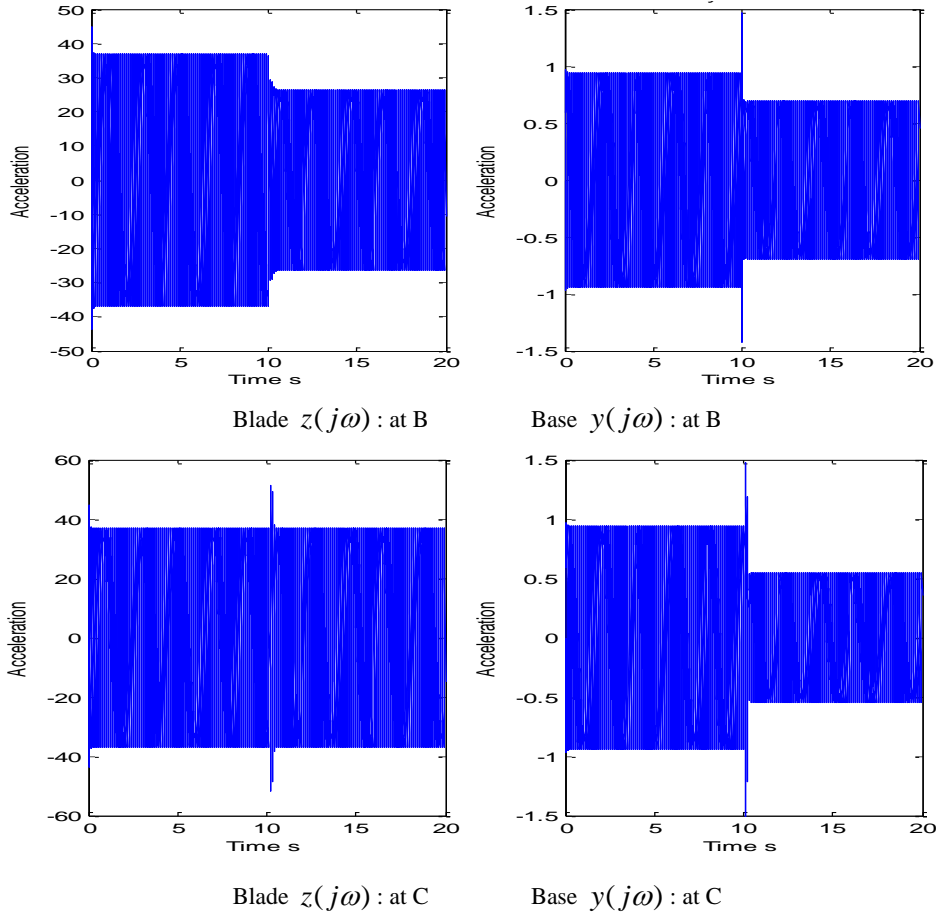 50
40
30
20
10
0
-10
-20
-30
-40
-50
0 5 10 15 20
Acceleration
Time s
1.5
1
0.5
0
-0.5
-1
-1.5
0 5 10 15 20
Acceleration
Time s
Blade z(jω) : at B
Base y(jω) : at B
60
40
20
0
-20
-40
-60
0 5 10 15 20
Acceleration
Time s
1.5
1
0.5
0
-0.5
-1
-1.5
0 5 10 15 20
Acceleration
Time s
Blade z(jω) : at C
Base y(jω) : at C